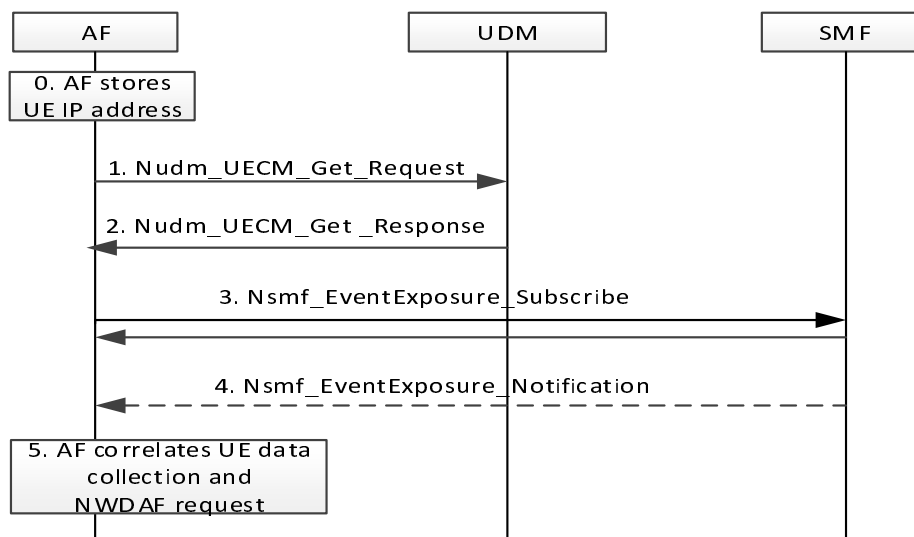 AF
UDM
SMF
0. AF stores
UE IP address
1. Nudm_UECM_Get_Request
2. Nudm_UECM_Get _Response
3. Nsmf_EventExposure_Subscribe
4. Nsmf_EventExposure_Notification
5. AF correlates UE data
collection and
NWDAF request